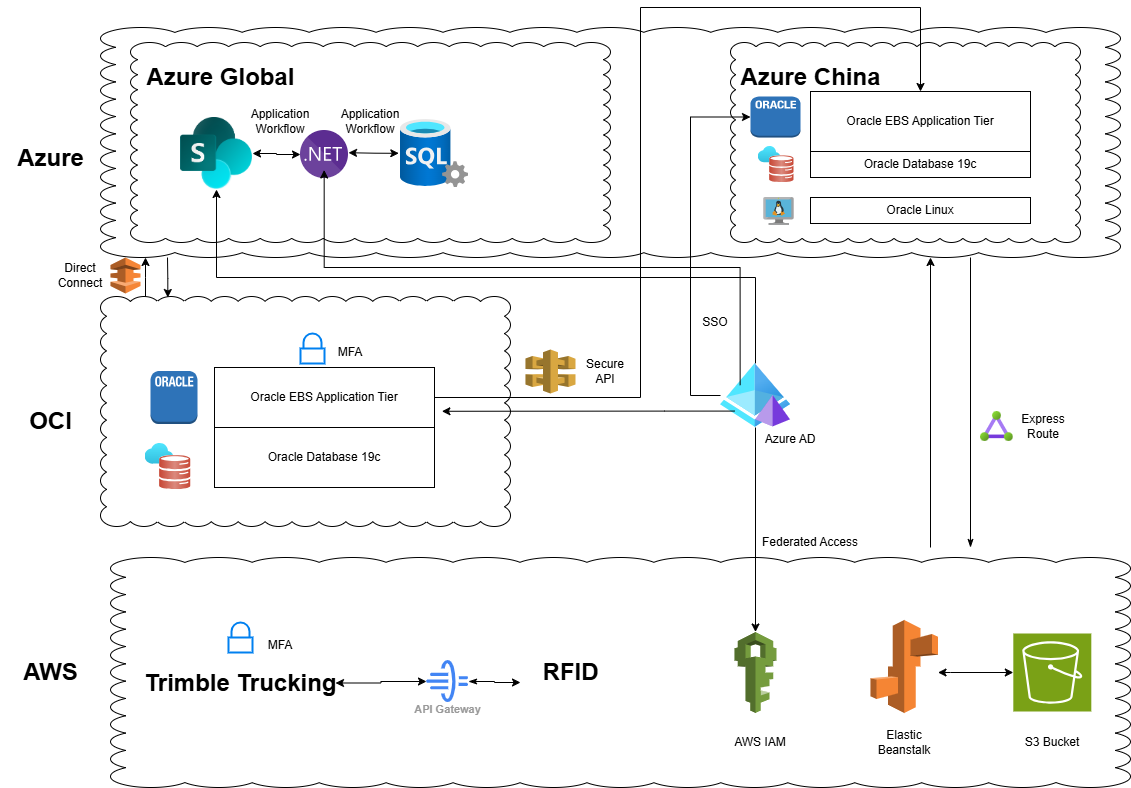 Azure Global
Azure China
Application
Workflow
Application
Workflow
S
.NET
SQL
ORACLE
Oracle EBS Application Tier
Oracle Database 19c
Oracle Linux
Azure
Direct
Connect
SSO
MFA
Secure
API
ORACLE
Oracle EBS Application Tier
Oracle Database 19c
OCI
Azure AD
Express
Route
Federated Access
MFA
Trimble Trucking
API Gateway
RFID
AWS
AWS IAM
Elastic
Beanstalk
S3 Bucket